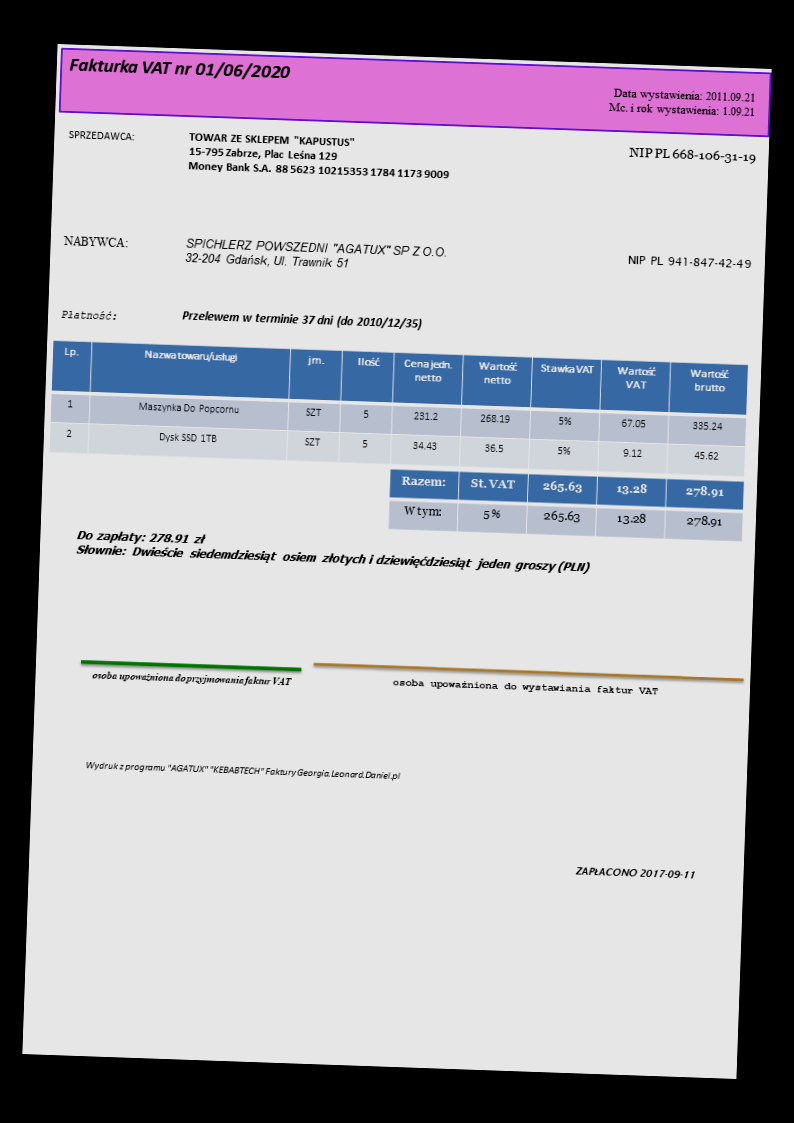 Fakturka VAT nr 01/06/2020
Data wystawienia: 2011.09.21
Mc. i rok wystawienia: 1.09.21
SPRZEDAWCA:
TOWAR ZE SKLEPEM "KAPUSTUS"
15-795 Zabrze, Plac Leśna 129
Money Bank S.A. 88 5623 10215353 1784 1173 9009
NIP PL 668-106-31-19
NABYWCA:
SPICHLERZ POWSZEDNI "AGATUX" SP Z O.O.
32-204 Gdańsk, Ul. Trawnik 51
NIP PL 941-847-42-49
Płatność:
Przelewem w terminie 37 dni (do 2010/12/35)
Lp. Nazwa towaru/usługi jm. Ilość Cena jedn. netto Wartość netto Stawka VAT Wartość VAT Wartość brutto
1 Maszynka Do Popcornu SZT 5 231.2 268.19 5% 67.05 335.24
2 Dysk SSD 1TB SZT 5 34.43 36.5 5% 9.12 45.62
Razem: St. VAT 265.63 13.28 278.91
W tym: 5% 265.63 13.28 278.91
Do zapłaty: 278.91 zł
Słownie: Dwieście siedemdziesiąt osiem złotych i dziewięćdziesiąt jeden groszy (PLN)
osoba upoważniona do przyjmowania faktur VAT
osoba upoważniona do wystawiania faktur VAT
Wydruk z programu "AGATUX" "KEBABTECH" Faktury Georgia.Leonard.Daniel.pl
ZAPŁACONO 2017-09-11